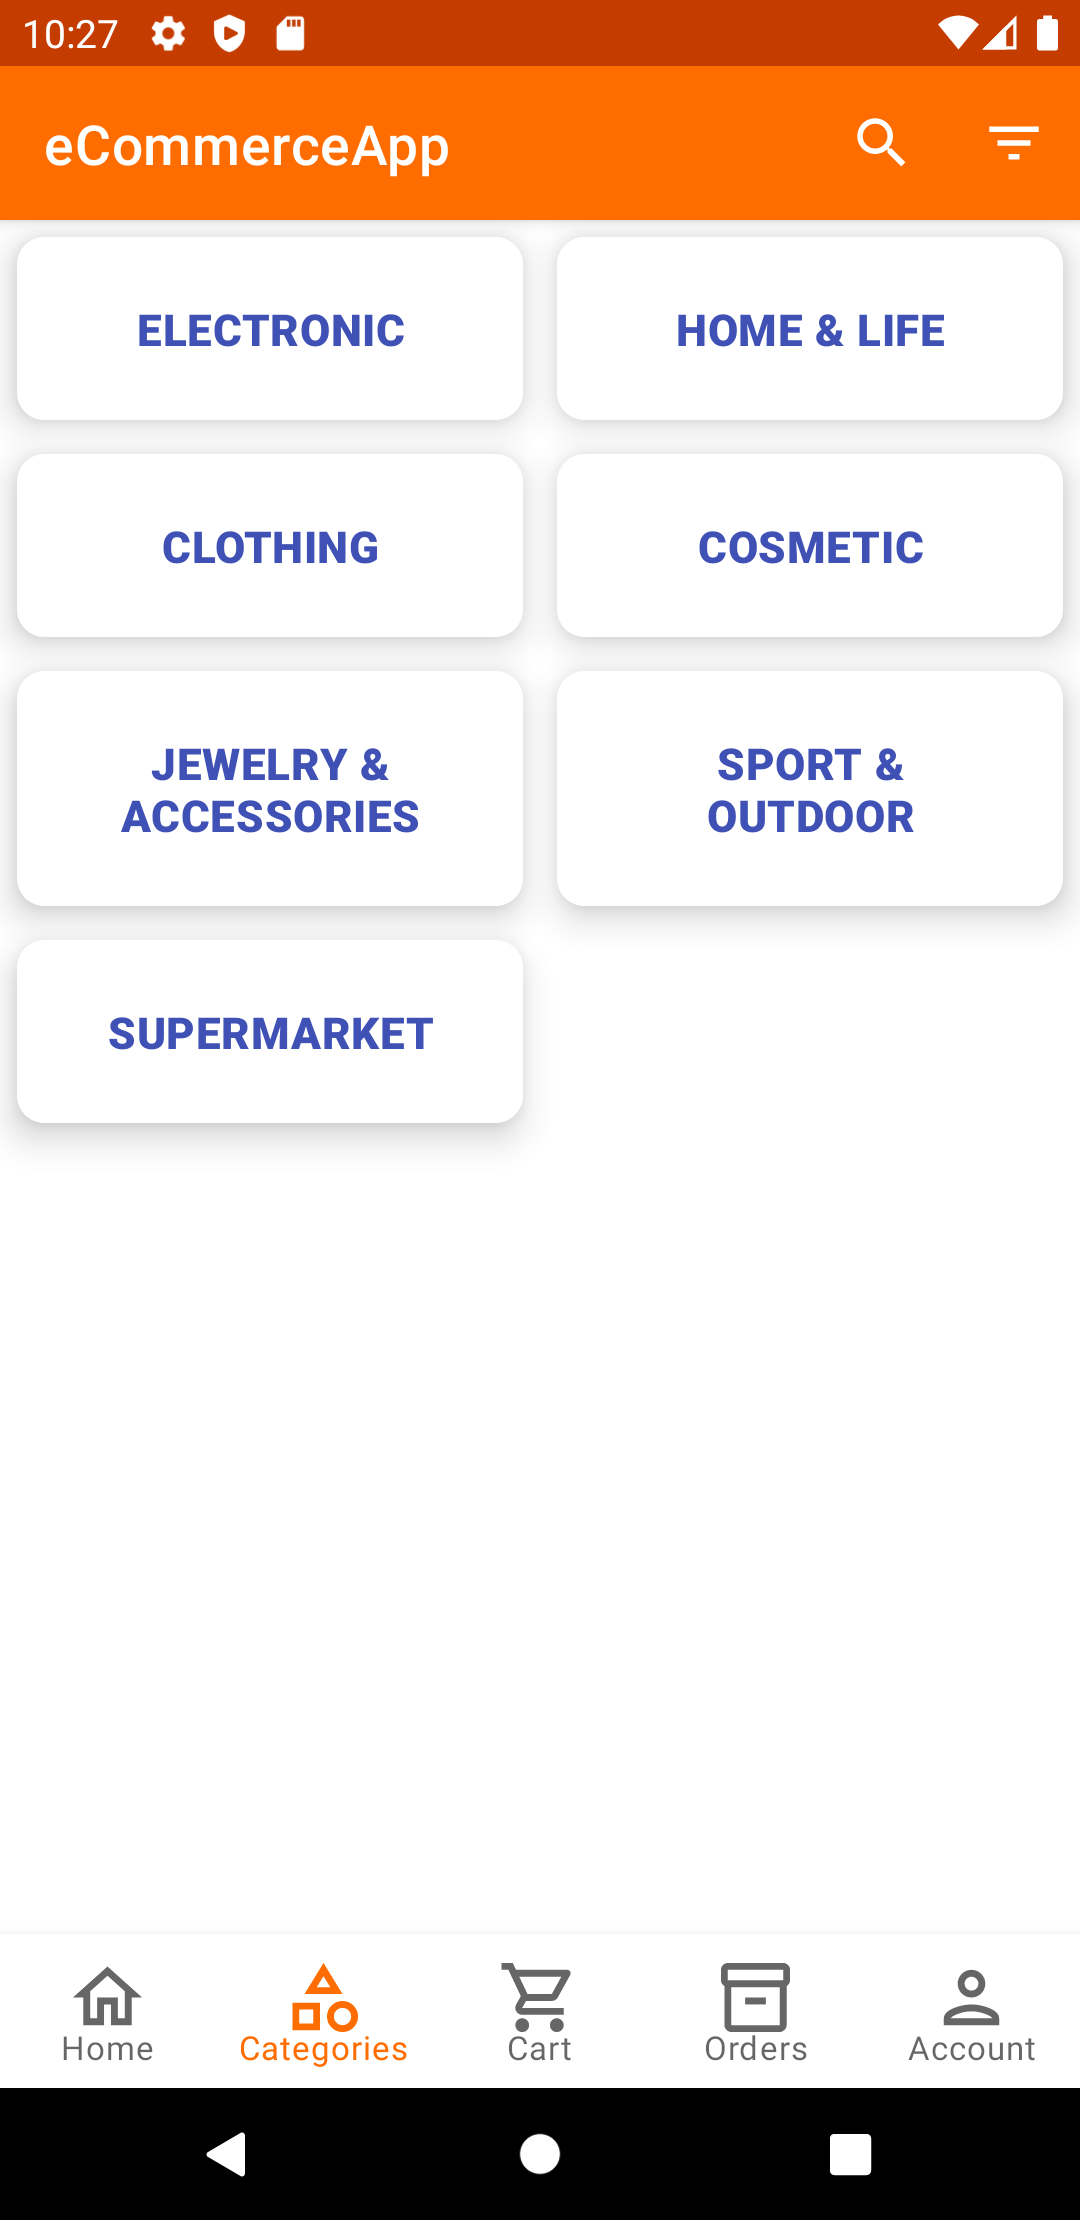 10:27
eCommerceApp
ELECTRONIC
HOME & LIFE
CLOTHING
COSMETIC
JEWELRY &
ACCESSORIES
SPORT &
OUTDOOR
SUPERMARKET
Home
Categories
Cart
Orders
Account